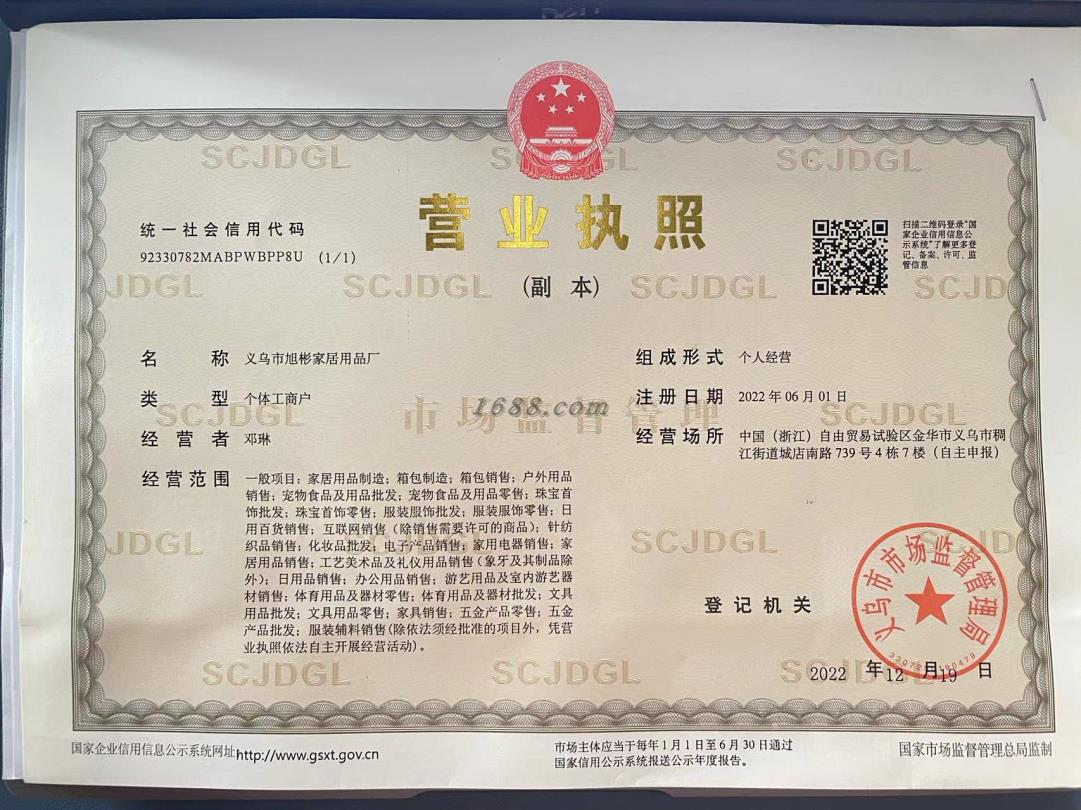 SCJDGL SCJDGL SCJDGL
营业执照
(副 本)
统一社会信用代码
92330782MABPWBPP8U (1/1)
扫描二维码登录"国
家企业信用信息公
示系统"了解更多登
记、备案、许可、监
管信息
JDGL SCJDGL SCJDGL SCJD
名 称 义乌市旭彬家居用品厂
类 型 个体工商户
经营者 邓琳
经营范围 一般项目：家居用品制造；箱包制造；箱包销售；户外用品
销售；宠物食品及用品批发；宠物食品及用品零售；珠宝首
饰批发；珠宝首饰零售；服装服饰批发；服装服饰零售；日
用百货销售；互联网销售（除销售需要许可的商品）；针纺
织品销售；化妆品批发；电子产品销售；家用电器销售；家
居用品销售；工艺美术品及礼仪用品销售（象牙及其制品除
外）；日用品销售；办公用品销售；游艺用品及室内游艺器
材销售；体育用品及器材零售；体育用品及器材批发；文具
用品批发；文具用品零售；家具销售；五金产品零售；五金
产品批发；服装辅料销售(除依法须经批准的项目外，凭营
业执照依法自主开展经营活动)。
组成形式 个人经营
注册日期 2022年06月01日
经营场所 中国（浙江）自由贸易试验区金华市义乌市稠
江街道城店南路739号4栋7楼（自主申报）
SCJDGL 市场监督管理 SCJDGL
1688.com
JDGL SCJDGL SCJD
登记机关
义乌市市场监督管理局
2022 年 12 月 19 日
SCJDGL SCJDGL
国家企业信用信息公示系统网址http://www.gsxt.gov.cn
市场主体应当于每年1月1日至6月30日通过
国家信用公示系统报送公示年度报告。
国家市场监督管理总局监制